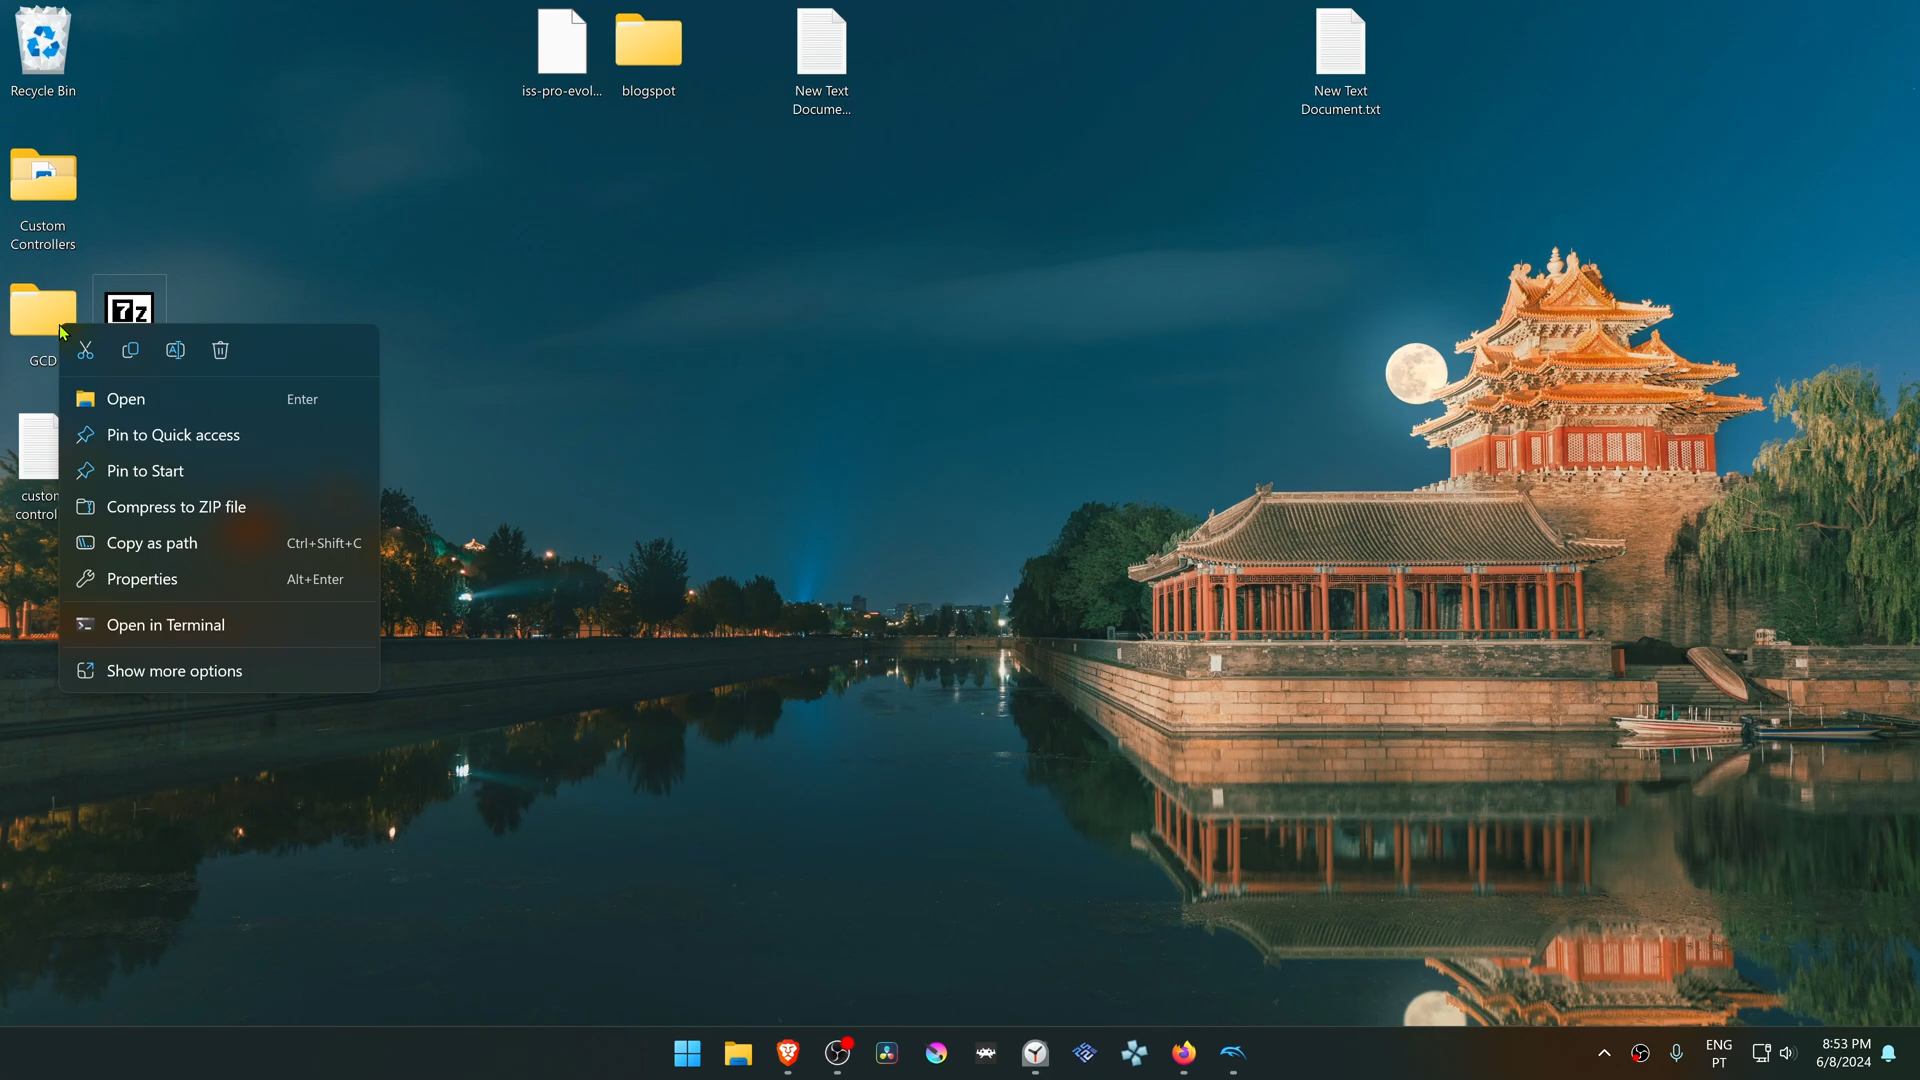 Recycle Bin
iss-pro-evol...
blogspot
New Text
Docume...
New Text
Document.txt
Custom
Controllers
7z
GCD
Open Enter
Pin to Quick access
Pin to Start
Compress to ZIP file
Copy as path Ctrl+Shift+C
Properties Alt+Enter
Open in Terminal
Show more options
custom
control
ENG
PT
8:53 PM
6/8/2024